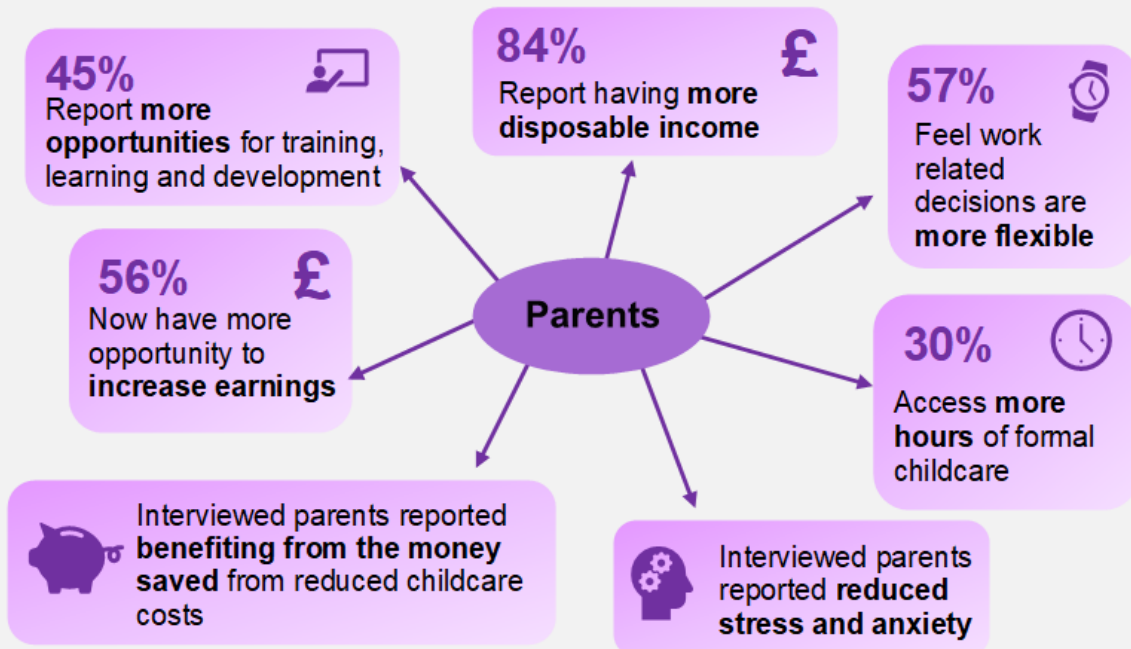 45%
Report more
opportunities for training,
learning and development
84%
£
Report having more
disposable income
57%
Feel work
related
decisions are
more flexible
56%
£
Now have more
opportunity to
increase earnings
Parents
30%
Access more
hours of formal
childcare
Interviewed parents reported
benefiting from the money
saved from reduced childcare
costs
Interviewed parents
reported reduced
stress and anxiety